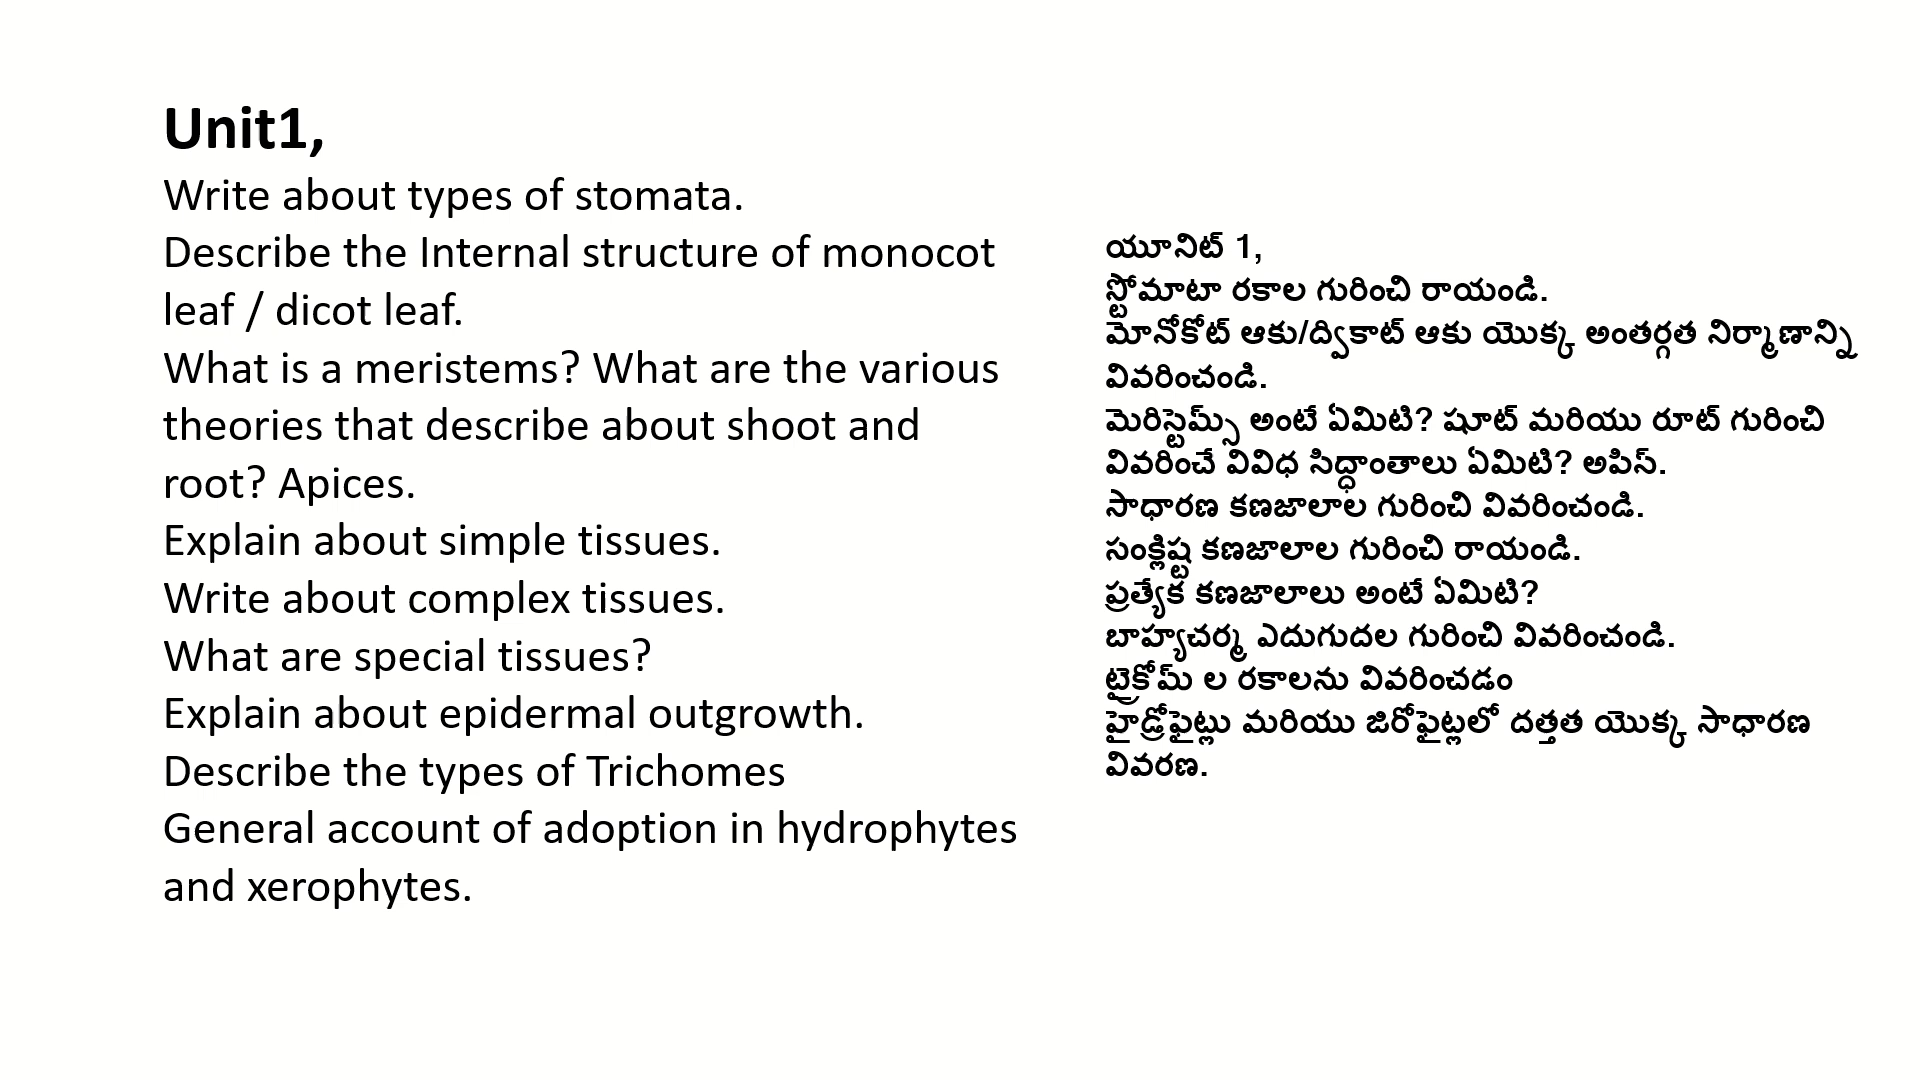 Unit1,
Write about types of stomata.
Describe the Internal structure of monocot
leaf / dicot leaf.
What is a meristems? What are the various
theories that describe about shoot and
root? Apices.
Explain about simple tissues.
Write about complex tissues.
What are special tissues?
Explain about epidermal outgrowth.
Describe the types of Trichomes
General account of adoption in hydrophytes
and xerophytes.
యూనిట్ 1,
స్టోమాటా రకాల గురించి రాయండి.
మోనోకోట్ ఆకు/ద్వికాట్ ఆకు యొక్క అంతర్గత నిర్మాణాన్ని
వివరించండి.
మెరిస్టెమ్స్ అంటే ఏమిటి? షూట్ మరియు రూట్ గురించి
వివరించే వివిధ సిద్ధాంతాలు ఏమిటి? అపిస్.
సాధారణ కణజాలాల గురించి వివరించండి.
సంక్లిష్ట కణజాలాల గురించి రాయండి.
ప్రత్యేక కణజాలాలు అంటే ఏమిటి?
బాహ్యచర్మ ఎదుగుదల గురించి వివరించండి.
ట్రైకోమ్ ల రకాలను వివరించడం
హైడ్రోఫైట్లు మరియు జిరోఫైట్లలో దత్తత యొక్క సాధారణ
వివరణ.